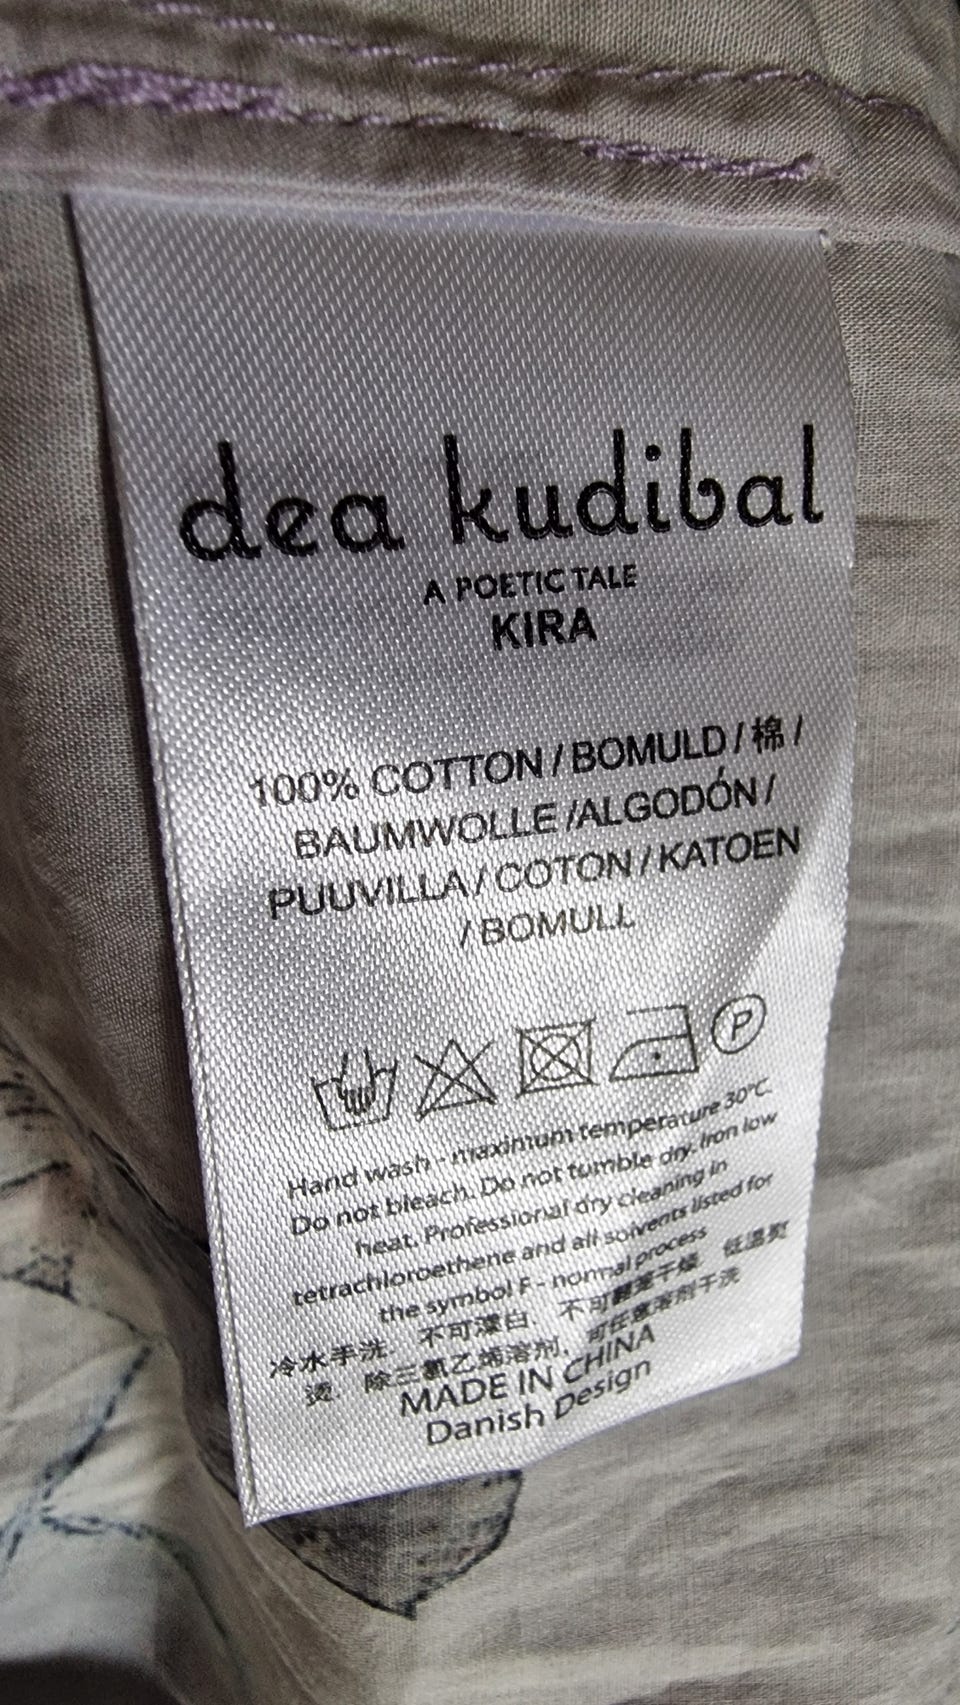 dea kudibal
A POETIC TALE
KIRA
100% COTTON / BOMULD / 棉 /
BAUMWOLLE /ALGODÓN /
PUUVILLA / COTON / KATOEN
/ BOMULL
P
Hand wash - maximum temperature 30°C.
Do not bleach. Do not tumble dry. Iron low
heat. Professional dry cleaning in
tetrachloroethene and all solvents listed for
the symbol F - normal process
冷水手洗. 不可漂白. 不可翻笼干燥. 低温熨
烫. 除三氯乙烯溶剂, 可任意溶剂干洗
MADE IN CHINA
Danish Design